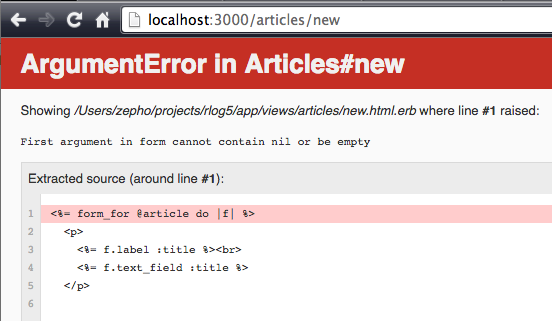 localhost:3000/articles/new
ArgumentError in Articles#new
Showing /Users/zepho/projects/rlog5/app/views/articles/new.html.erb where line #1 raised:
First argument in form cannot contain nil or be empty
Extracted source (around line #1):
1 <%= form_for @article do |f| %>
2 <p>
3 <%= f.label :title %><br>
4 <%= f.text_field :title %>
5 </p>
6